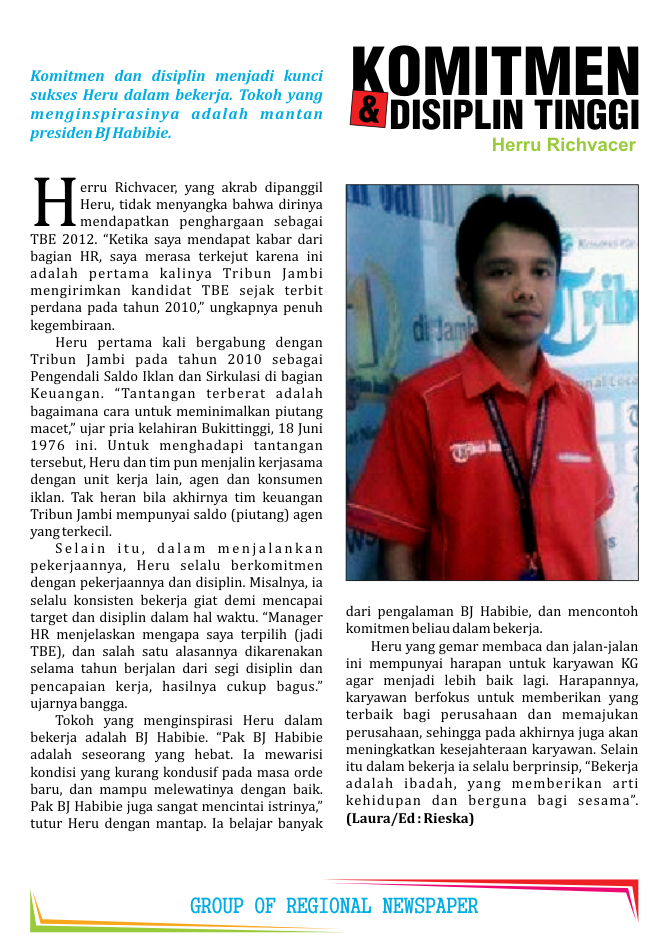 Komitmen dan disiplin menjadi kunci
sukses Heru dalam bekerja. Tokoh yang
menginspirasinya adalah mantan
presiden BJ Habibie.
KOMITMEN
& DISIPLIN TINGGI
Herru Richvacer
Herru Richvacer, yang akrab dipanggil
Heru, tidak menyangka bahwa dirinya
mendapatkan penghargaan sebagai
TBE 2012. “Ketika saya mendapat kabar dari
bagian HR, saya merasa terkejut karena ini
adalah pertama kalinya Tribun Jambi
mengirimkan kandidat TBE sejak terbit
perdana pada tahun 2010,” ungkapnya penuh
kegembiraan.
Heru pertama kali bergabung dengan
Tribun Jambi pada tahun 2010 sebagai
Pengendali Saldo Iklan dan Sirkulasi di bagian
Keuangan. “Tantangan terberat adalah
bagaimana cara untuk meminimalkan piutang
macet,” ujar pria kelahiran Bukittinggi, 18 Juni
1976 ini. Untuk menghadapi tantangan
tersebut, Heru dan tim pun menjalin kerjasama
dengan unit kerja lain, agen dan konsumen
iklan. Tak heran bila akhirnya tim keuangan
Tribun Jambi mempunyai saldo (piutang) agen
yang terkecil.
Selain itu, dalam menjalankan
pekerjaannya, Heru selalu berkomitmen
dengan pekerjaannya dan disiplin. Misalnya, ia
selalu konsisten bekerja giat demi mencapai
target dan disiplin dalam hal waktu. “Manager
HR menjelaskan mengapa saya terpilih (jadi
TBE), dan salah satu alasannya dikarenakan
selama tahun berjalan dari segi disiplin dan
pencapaian kerja, hasilnya cukup bagus.”
ujarnya bangga.
Tokoh yang menginspirasi Heru dalam
bekerja adalah BJ Habibie. “Pak BJ Habibie
adalah seseorang yang hebat. Ia mewarisi
kondisi yang kurang kondusif pada masa orde
baru, dan mampu melewatinya dengan baik.
Pak BJ Habibie juga sangat mencintai istrinya,”
tutur Heru dengan mantap. Ia belajar banyak
dari pengalaman BJ Habibie, dan mencontoh
komitmen beliau dalam bekerja.
Heru yang gemar membaca dan jalan-jalan
ini mempunyai harapan untuk karyawan KG
agar menjadi lebih baik lagi. Harapannya,
karyawan berfokus untuk memberikan yang
terbaik bagi perusahaan dan memajukan
perusahaan, sehingga pada akhirnya juga akan
meningkatkan kesejahteraan karyawan. Selain
itu dalam bekerja ia selalu berprinsip, “Bekerja
adalah ibadah, yang memberikan arti
kehidupan dan berguna bagi sesama”.
(Laura/Ed : Rieska)
GROUP OF REGIONAL NEWSPAPER